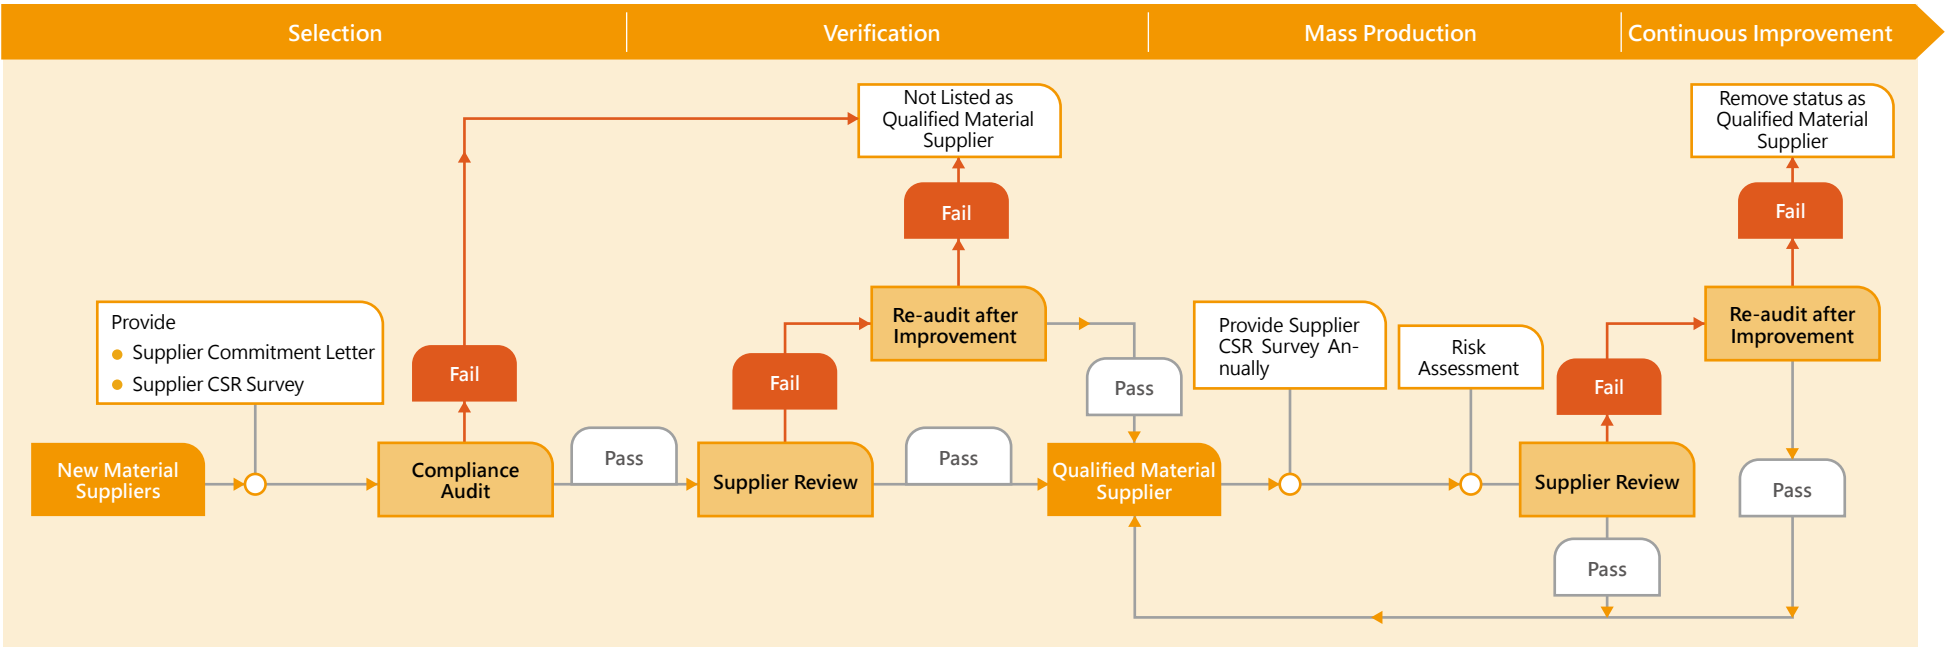 Selection
Verification
Mass Production
Continuous Improvement
Not Listed as
Qualified Material
Supplier
Remove status as
Qualified Material
Supplier
Fail
Fail
Provide
Supplier Commitment Letter
Supplier CSR Survey
Fail
Fail
Re-audit after
Improvement
Pass
Provide Supplier
CSR Survey An-
nually
Risk
Assessment
Fail
Re-audit after
Improvement
New Material
Suppliers
Compliance
Audit
Pass
Supplier Review
Pass
Qualified Material
Supplier
Supplier Review
Pass
Pass